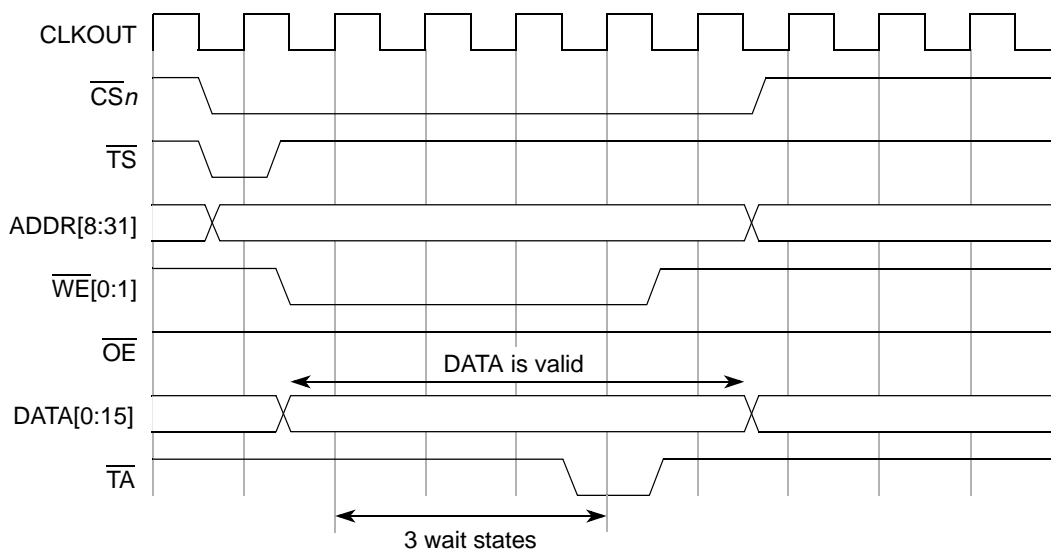 CLKOUT
CSn
TS
ADDR[8:31]
WE[0:1]
OE
DATA is valid
DATA[0:15]
TA
3 wait states